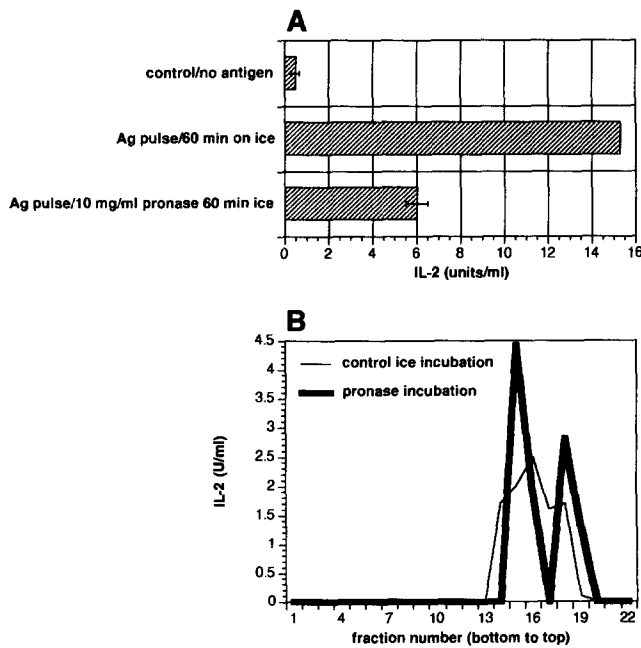 A
control/no antigen
Ag pulse/60 min on ice
Ag pulse/10 mg/ml pronase 60 min ice
0 2 4 6 8 10 12 14 16
IL-2 (units/ml)
B
4.5
4
3.5
3
2.5
2
1.5
1
0.5
0
IL-2 (U/ml)
control ice incubation
pronase incubation
1 4 7 10 13 16 19 22
fraction number (bottom to top)